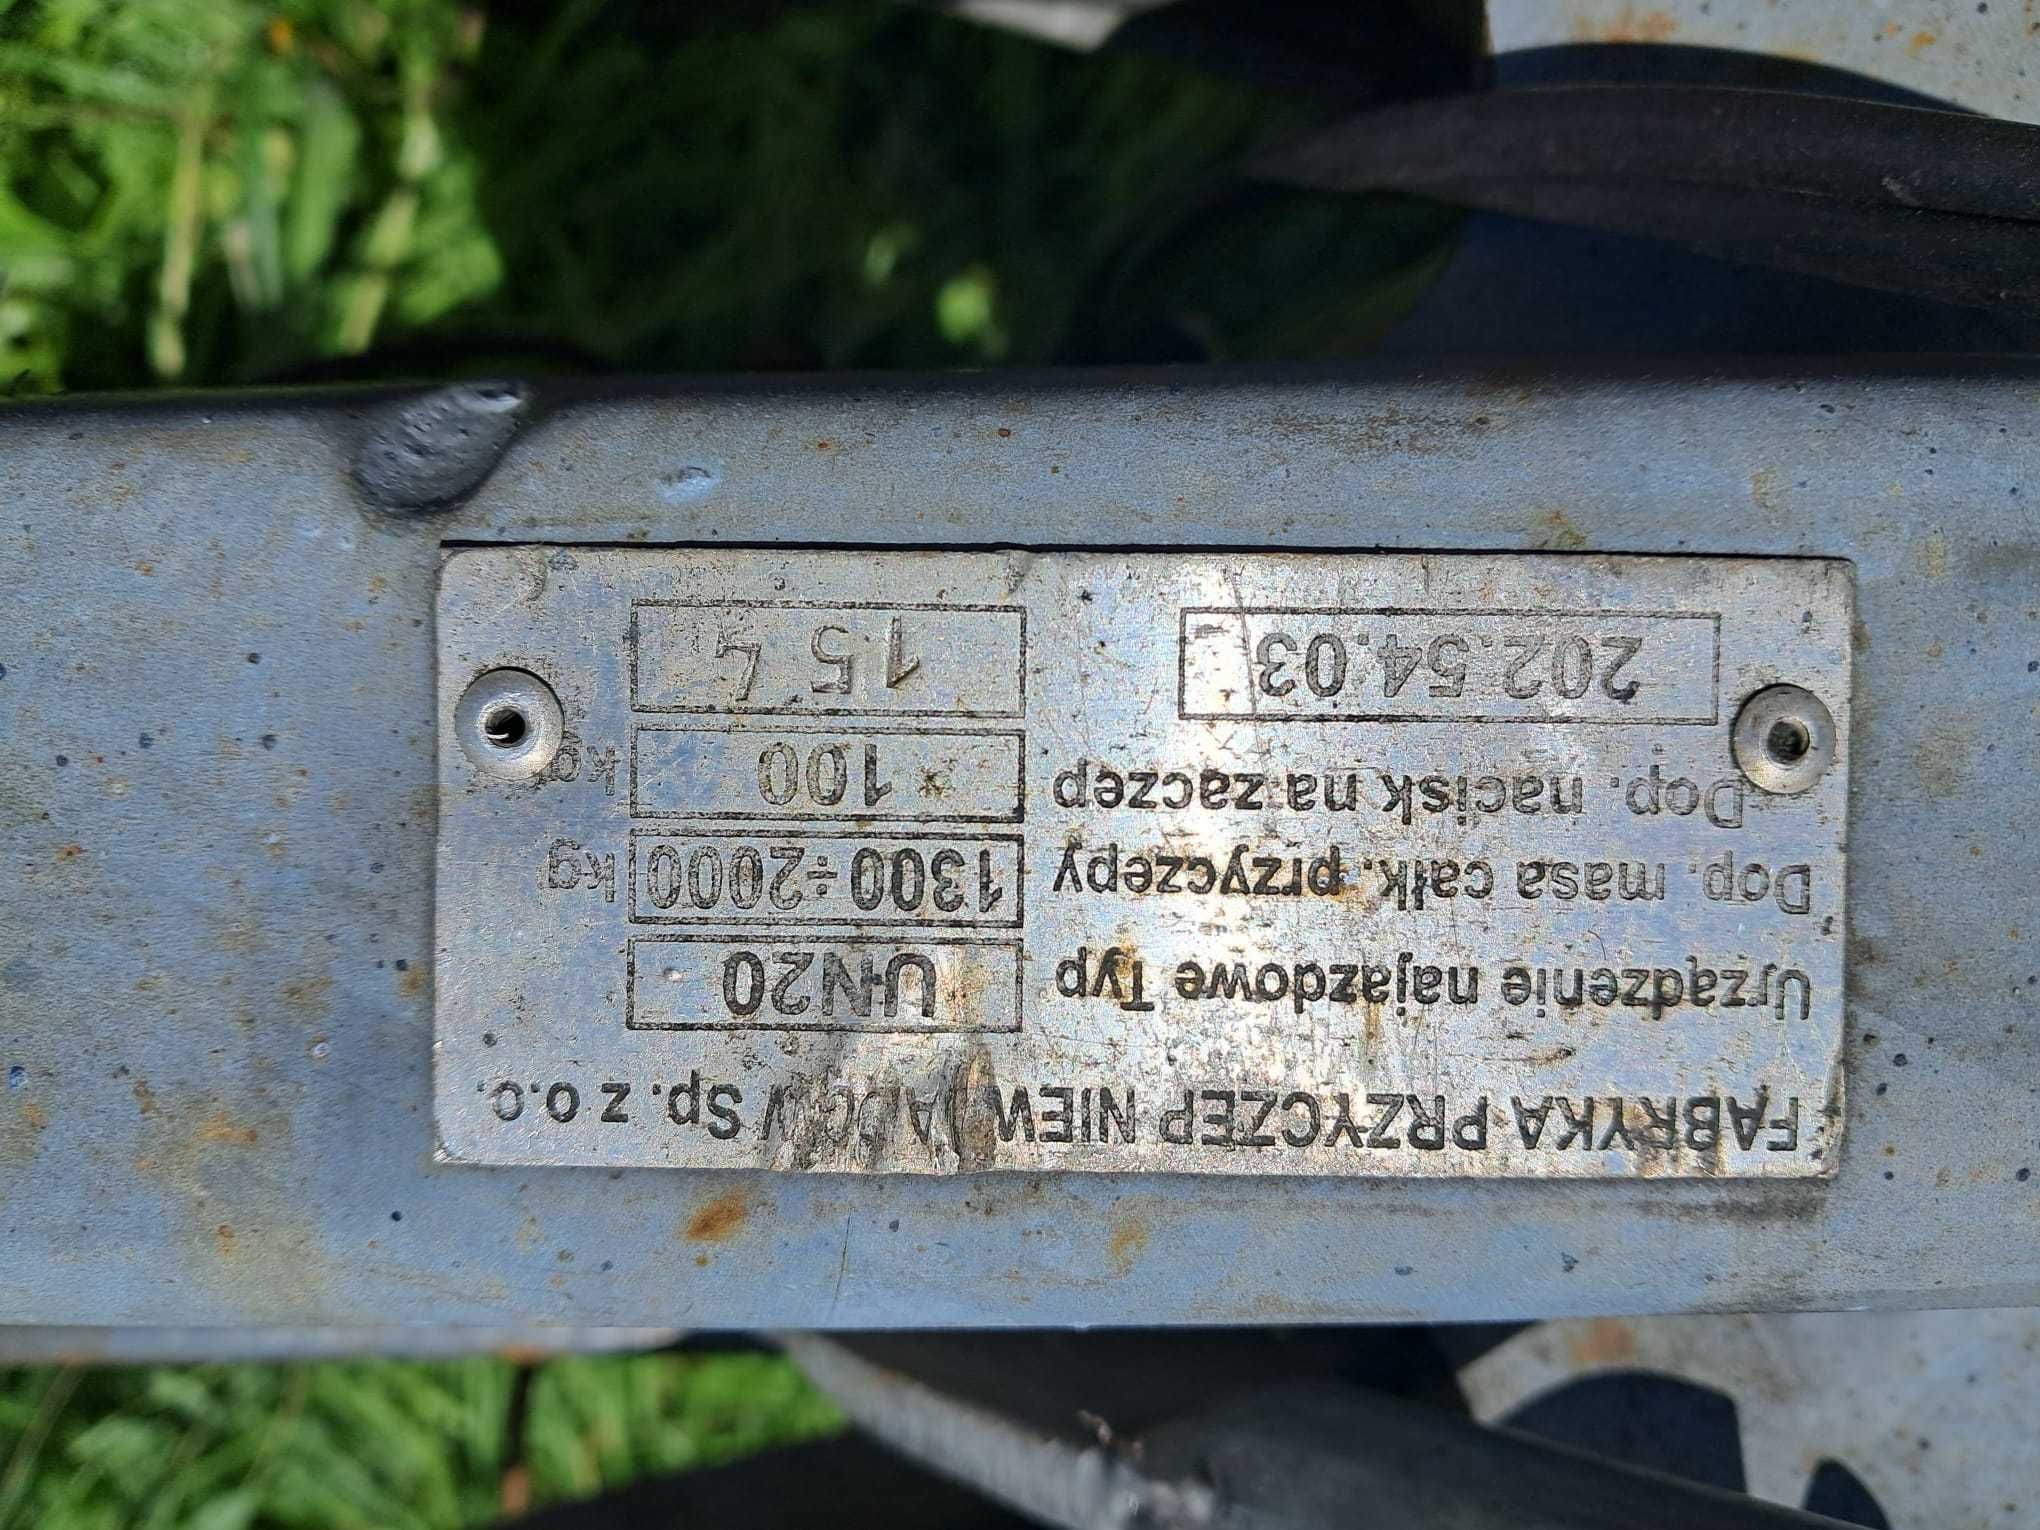 FABRYKA PRZYCZEP NIEWIADÓW Sp. z o.o.
Urządzenie najazdowe Typ UN20
Dop. masa całk. przyczepy 1300÷2000 kg
Dop. nacisk na zaczep * 100 kg
202.54.03 15 4